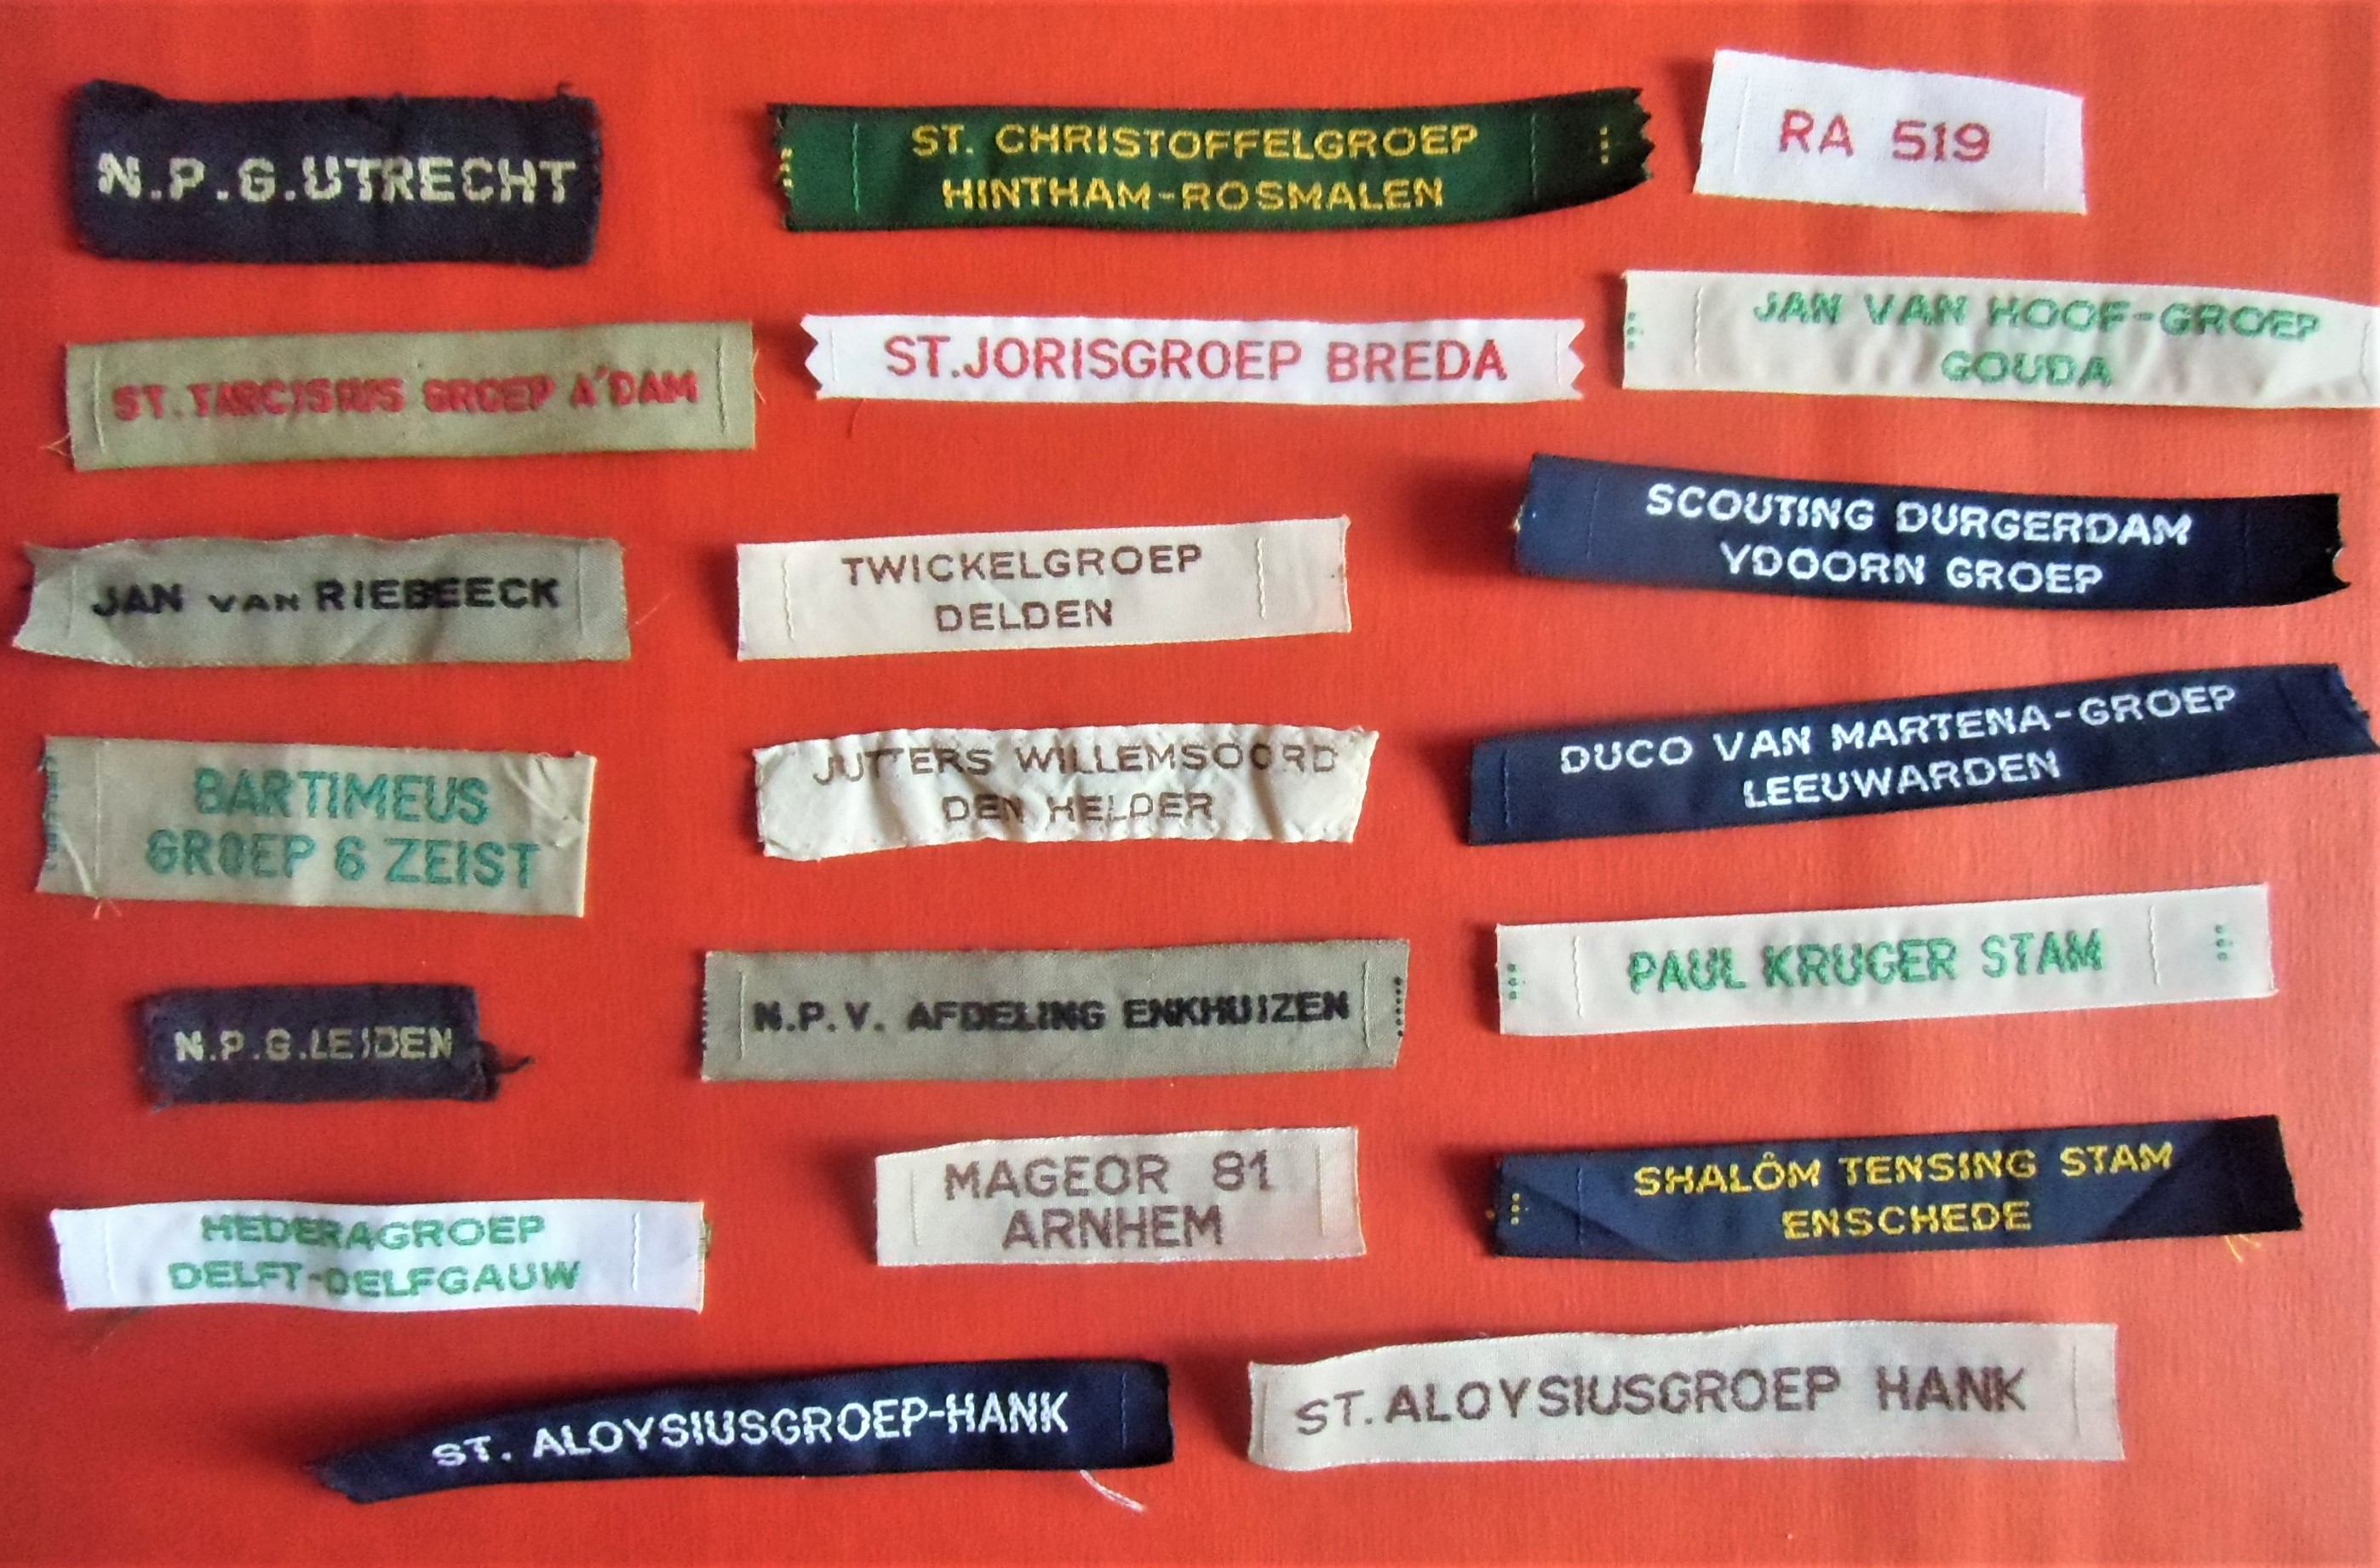 N.P.G.UTRECHT
ST. CHRISTOFFELGROEP
HINTHAM-ROSMALEN
RA 519
ST.TARCISIUS GROEP A'DAM
ST.JORISGROEP BREDA
JAN VAN HOOF-GROEP
GOUDA
JAN VAN RIEBEECK
TWICKELGROEP
DELDEN
SCOUTING DURGERDAM
YDOORN GROEP
BARTIMEUS
GROEP 6 ZEIST
JUTTERS WILLEMSOORD
DEN HELDER
DUCO VAN MARTENA-GROEP
LEEUWARDEN
N.P.G.LEIDEN
N.P.V. AFDELING ENKHUIZEN
PAUL KRUGER STAM
HEDERAGROEP
DELFT-DELFGAUW
MAGEOR 81
ARNHEM
SHALÔM TENSING STAM
ENSCHEDE
ST. ALOYSIUSGROEP-HANK
ST.ALOYSIUSGROEP HANK